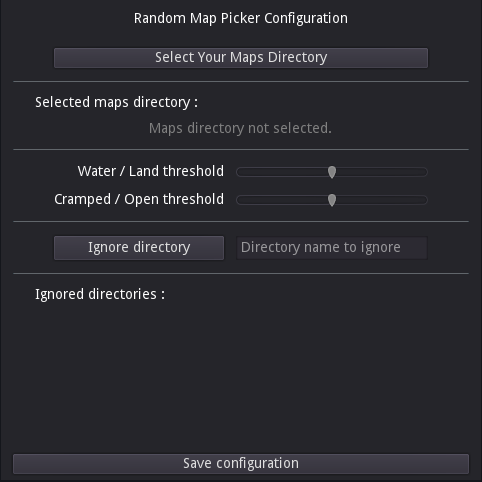 Random Map Picker Configuration
Select Your Maps Directory
Selected maps directory :
Maps directory not selected.
Water / Land threshold
Cramped / Open threshold
Ignore directory Directory name to ignore
Ignored directories :
Save configuration